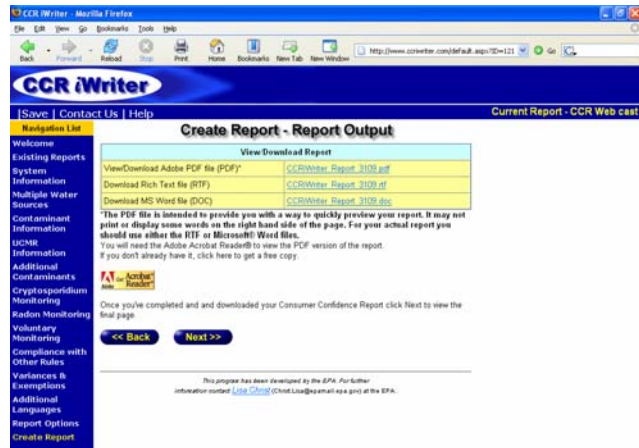 CCR iWriter - Mozilla Firefox
File Edit View Go Bookmarks Tools Help
Back Forward Reload Stop Print Home Bookmarks New Tab New Window http://www.ccriwriter.com/default.aspx?ID=121 Go
CCR iWriter
|Save | Contact Us | Help
Current Report - CCR Web cast
Navigation List
Welcome
Existing Reports
System
Information
Multiple Water
Sources
Contaminant
Information
UCMR
Information
Additional
Contaminants
Cryptosporidium
Monitoring
Radon Monitoring
Voluntary
Monitoring
Compliance with
Other Rules
Variances &
Exemptions
Additional
Languages
Report Options
Create Report
Create Report - Report Output
View/Download Report
View/Download Adobe PDF file (PDF)* CCRiWriter_Report_3109.pdf
Download Rich Text file (RTF) CCRiWriter_Report_3109.rtf
Download MS Word file (DOC) CCRiWriter_Report_3109.doc
*The PDF file is intended to provide you with a way to quickly preview your report. It may not
print or display some words on the right hand side of the page. For your actual report you
should use either the RTF or Microsoft® Word files.
You will need the Adobe Acrobat Reader® to view the PDF version of the report.
If you don't already have it, click here to get a free copy.
Get Acrobat®
Adobe Reader®
Once you've completed and and downloaded your Consumer Confidence Report click Next to view the
final page.
<< Back Next >>
This program has been developed by the EPA. For further
information contact Lisa Christ (Christ.Lisa@epamail.epa.gov) at the EPA.